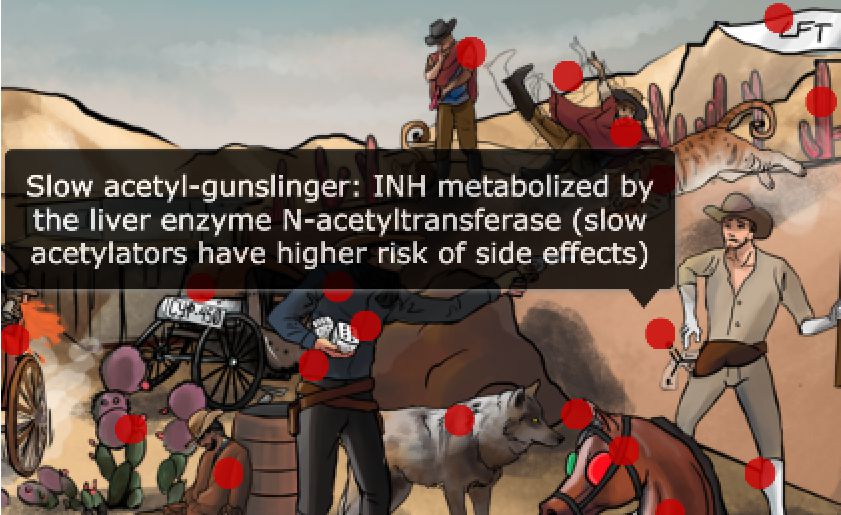 LFT
Slow acetyl-gunslinger: INH metabolized by
the liver enzyme N-acetyltransferase (slow
acetylators have higher risk of side effects)
CYP-450